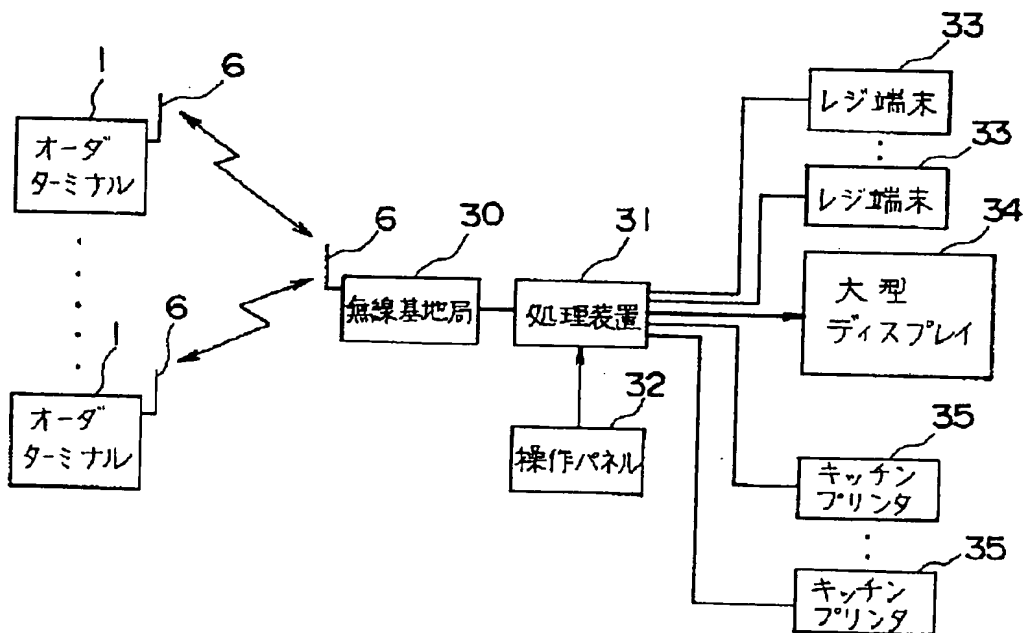 1
6
オーダ
ターミナル
6
30
無線基地局
31
処理装置
32
操作パネル
33
レジ端末
33
レジ端末
34
大型
ディスプレイ
1
6
オーダ
ターミナル
35
キッチン
プリンタ
35
キッチン
プリンタ